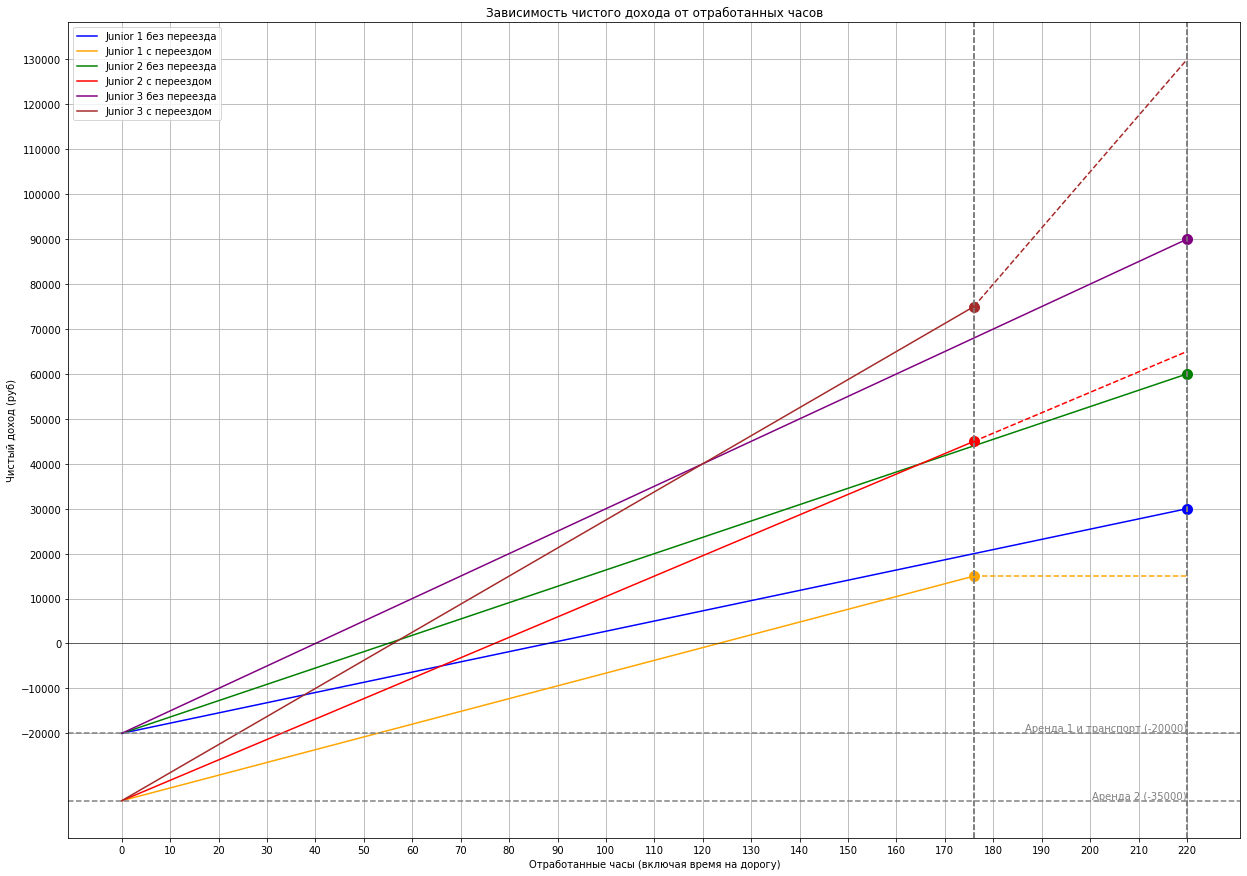 Зависимость чистого дохода от отработанных часов
Junior 1 без переезда
Junior 1 с переездом
Junior 2 без переезда
Junior 2 с переездом
Junior 3 без переезда
Junior 3 с переездом
130000
120000
110000
100000
90000
80000
70000
60000
50000
40000
30000
20000
10000
0
−10000
−20000
Чистый доход (руб)
Аренда 1 и транспорт (-20000)
Аренда 2 (-35000)
0 10 20 30 40 50 60 70 80 90 100 110 120 130 140 150 160 170 180 190 200 210 220
Отработанные часы (включая время на дорогу)